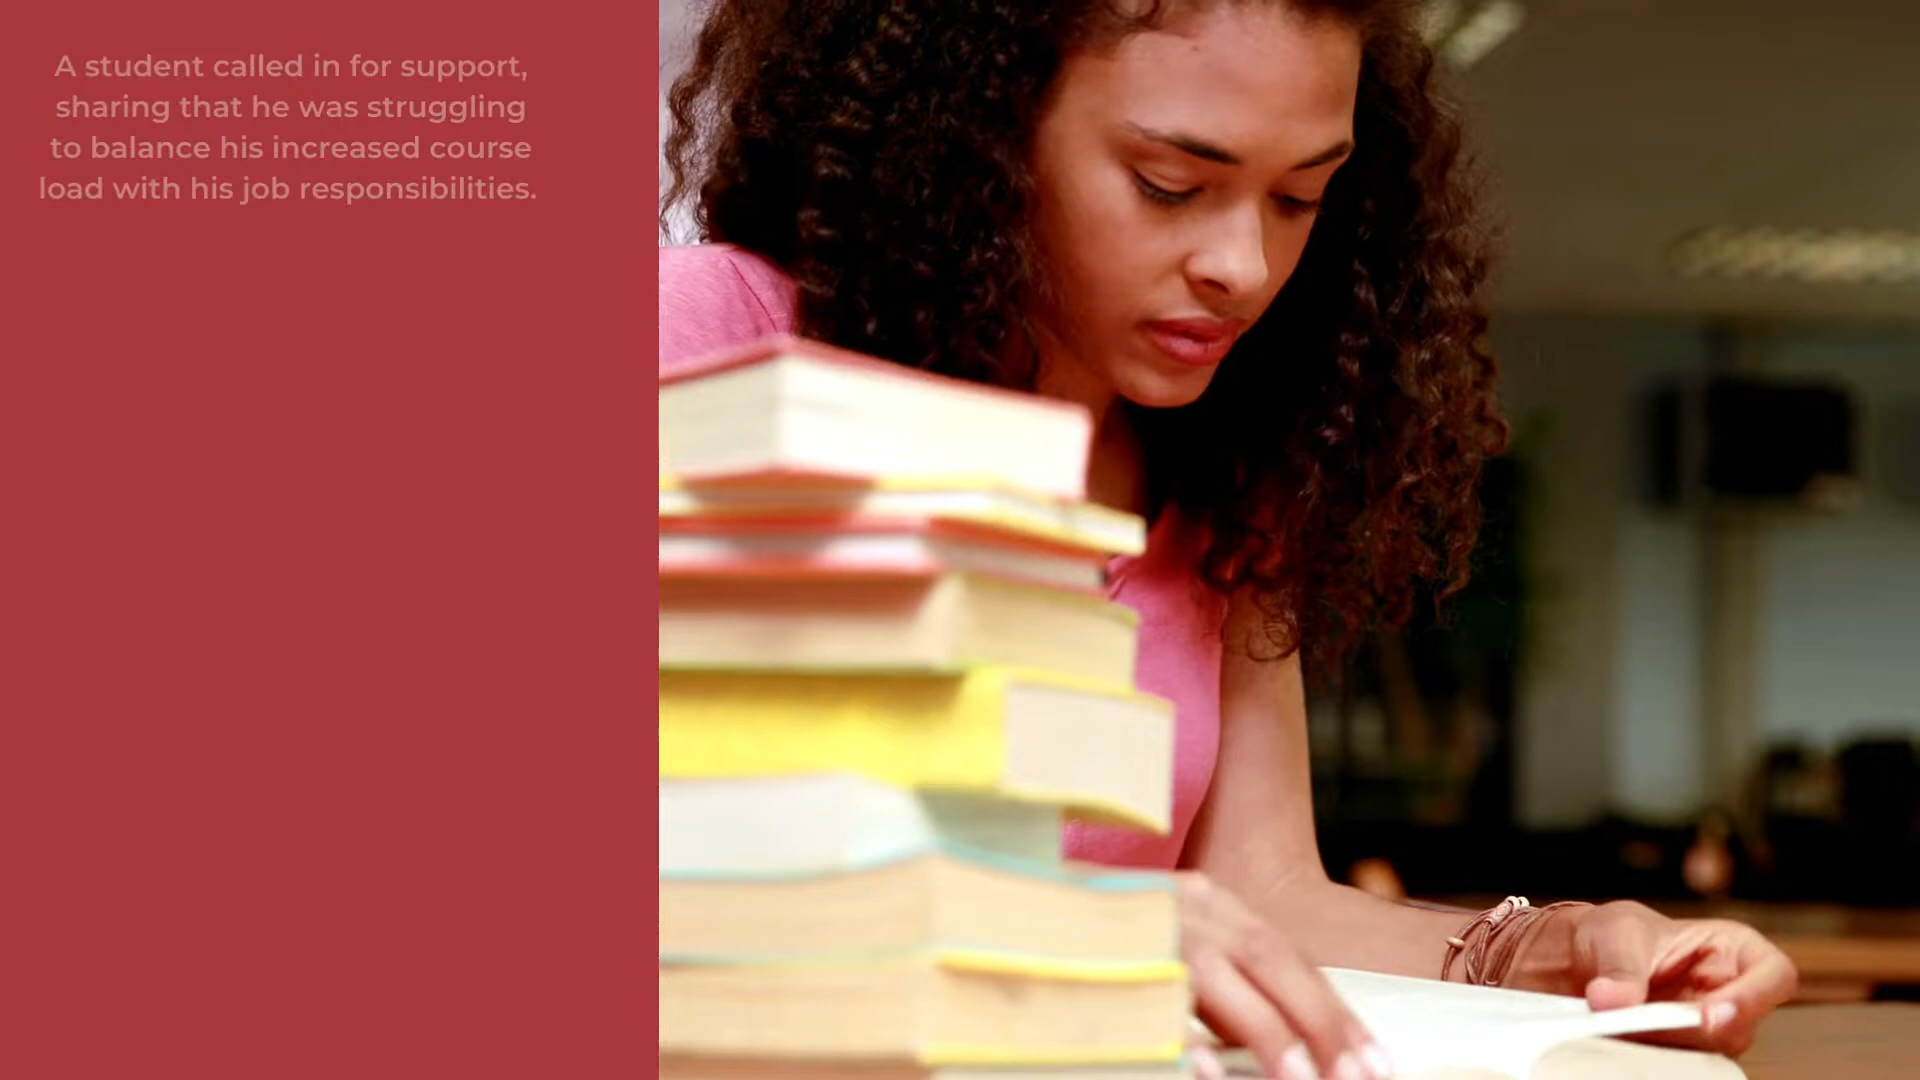 A student called in for support,
sharing that he was struggling
to balance his increased course
load with his job responsibilities.